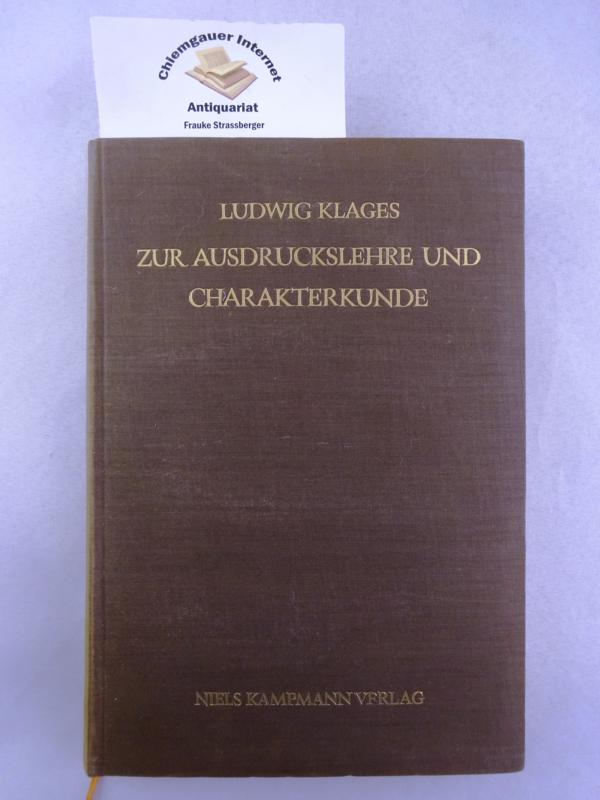 Chiemgauer Internet
Antiquariat
Frauke Strassberger
LUDWIG KLAGES
ZUR AUSDRUCKSLEHRE UND
CHARAKTERKUNDE
NIELS KAMPMANN VERLAG